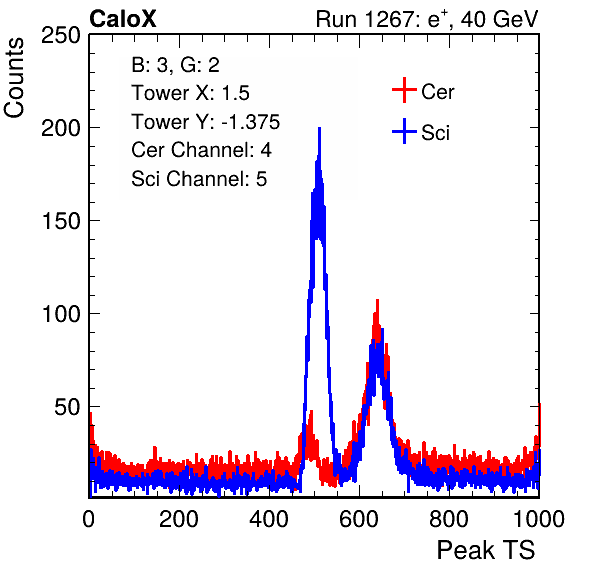 CaloX Run 1267: e⁺, 40 GeV
Counts
250
200
150
100
50
B: 3, G: 2
Tower X: 1.5
Tower Y: -1.375
Cer Channel: 4
Sci Channel: 5
Cer
Sci
0 200 400 600 800 1000
Peak TS